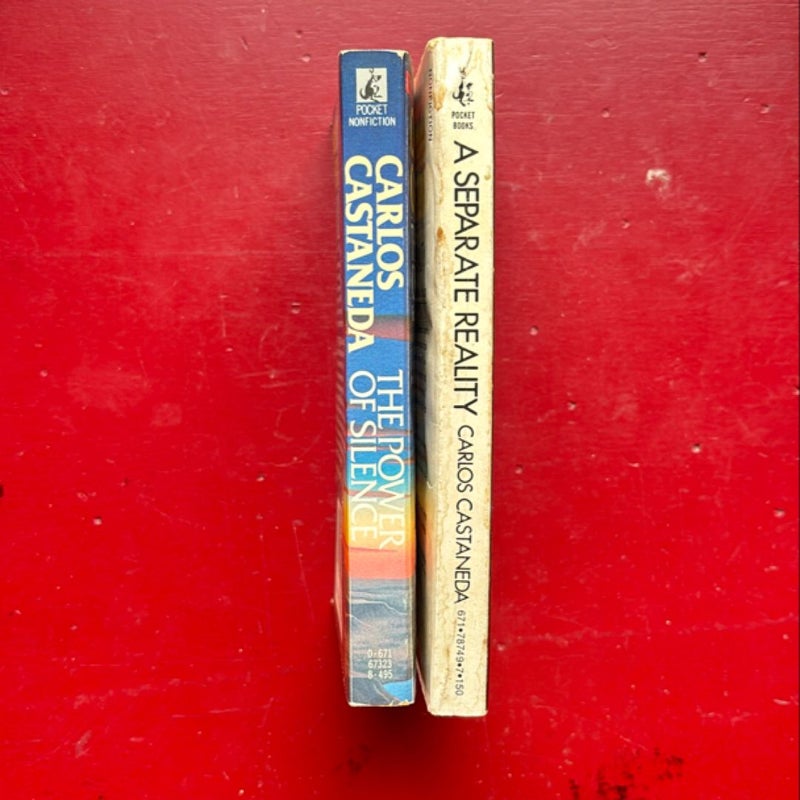 POCKET
NONFICTION
CARLOS
CASTANEDA
THE POWER
OF SILENCE
0-671
67323
8-495
NONFICTION
POCKET
BOOKS
A SEPARATE REALITY CARLOS CASTANEDA 671•78749•7•150